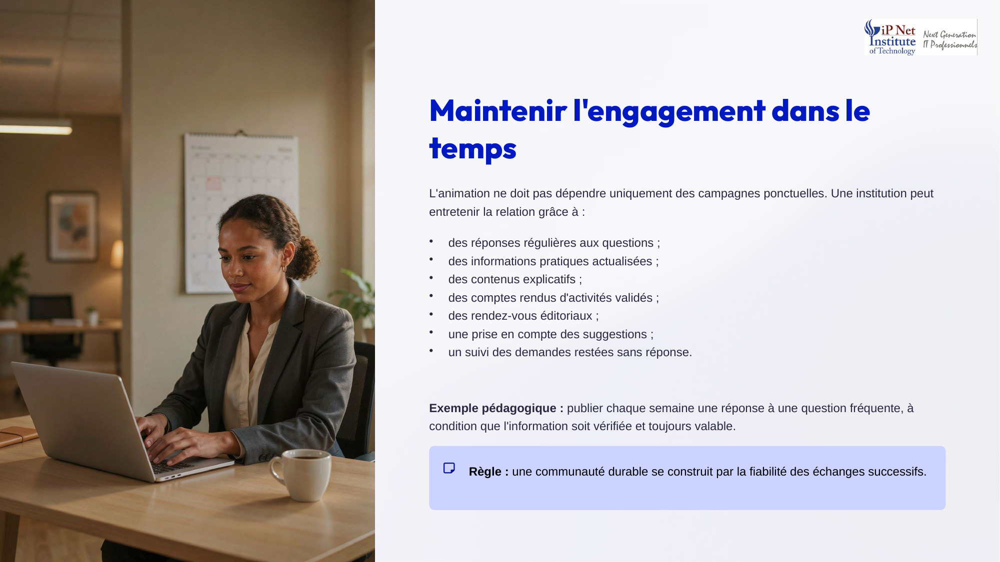 iP Net
Institute
of Technology
Next Generation
IT Professionnels
Maintenir l'engagement dans le
temps
L'animation ne doit pas dépendre uniquement des campagnes ponctuelles. Une institution peut
entretenir la relation grâce à :
• des réponses régulières aux questions ;
• des informations pratiques actualisées ;
• des contenus explicatifs ;
• des comptes rendus d'activités validés ;
• des rendez-vous éditoriaux ;
• une prise en compte des suggestions ;
• un suivi des demandes restées sans réponse.
Exemple pédagogique : publier chaque semaine une réponse à une question fréquente, à
condition que l'information soit vérifiée et toujours valable.
Règle : une communauté durable se construit par la fiabilité des échanges successifs.